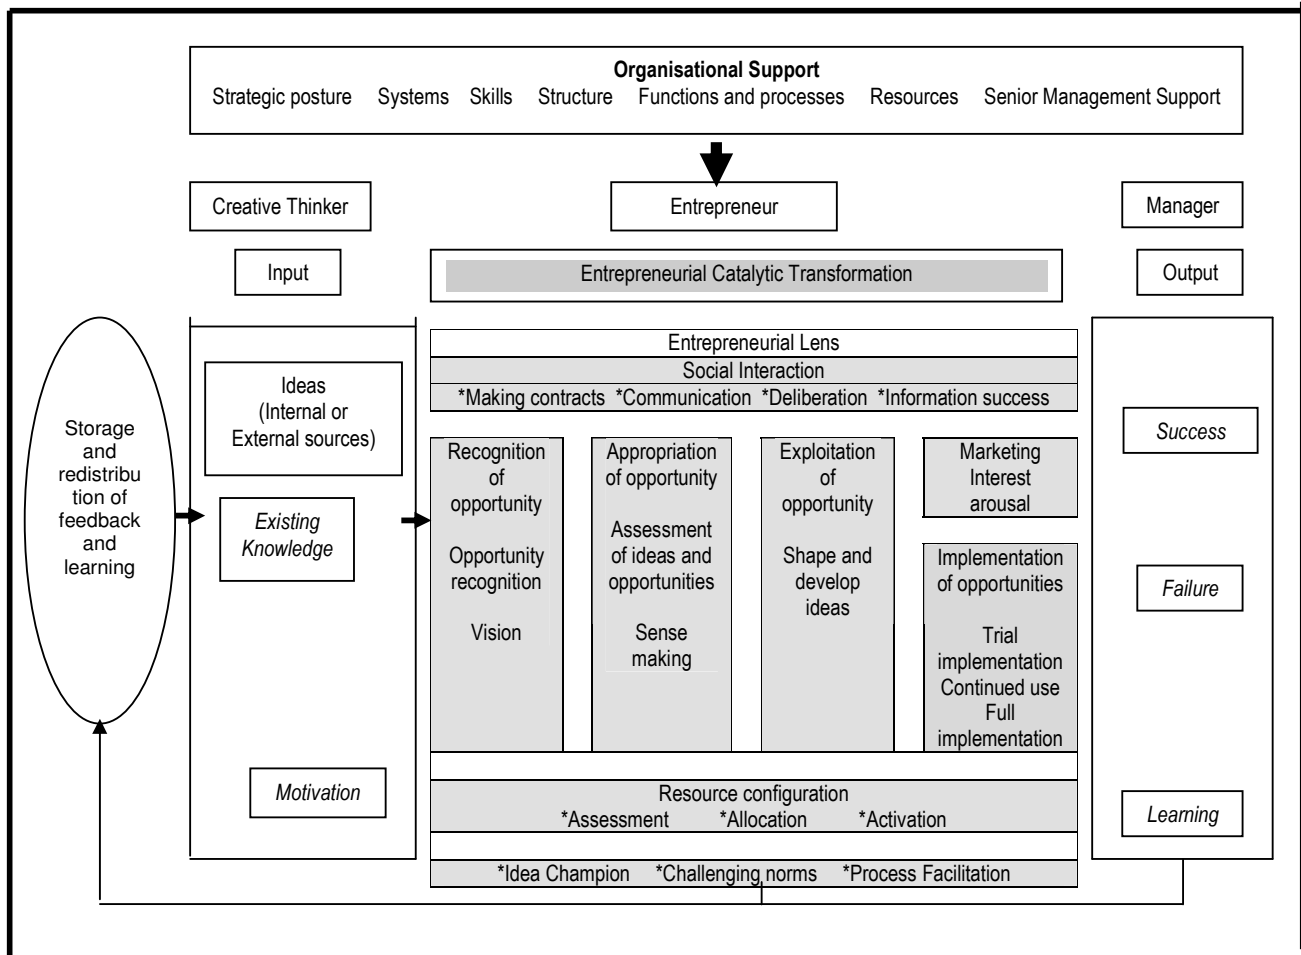 Organisational Support
Strategic posture Systems Skills Structure Functions and processes Resources Senior Management Support
Creative Thinker
Entrepreneur
Manager
Input
Entrepreneurial Catalytic Transformation
Output
Storage
and
redistribu
tion of
feedback
and
learning
Ideas
(Internal or
External sources)
Existing
Knowledge
Motivation
Entrepreneurial Lens
Social Interaction
*Making contracts *Communication *Deliberation *Information success
Recognition
of
opportunity
Opportunity
recognition
Vision
Appropriation
of opportunity
Assessment
of ideas and
opportunities
Sense
making
Exploitation
of
opportunity
Shape and
develop
ideas
Marketing
Interest
arousal
Implementation
of opportunities
Trial
implementation
Continued use
Full
implementation
Resource configuration
*Assessment *Allocation *Activation
*Idea Champion *Challenging norms *Process Facilitation
Success
Failure
Learning